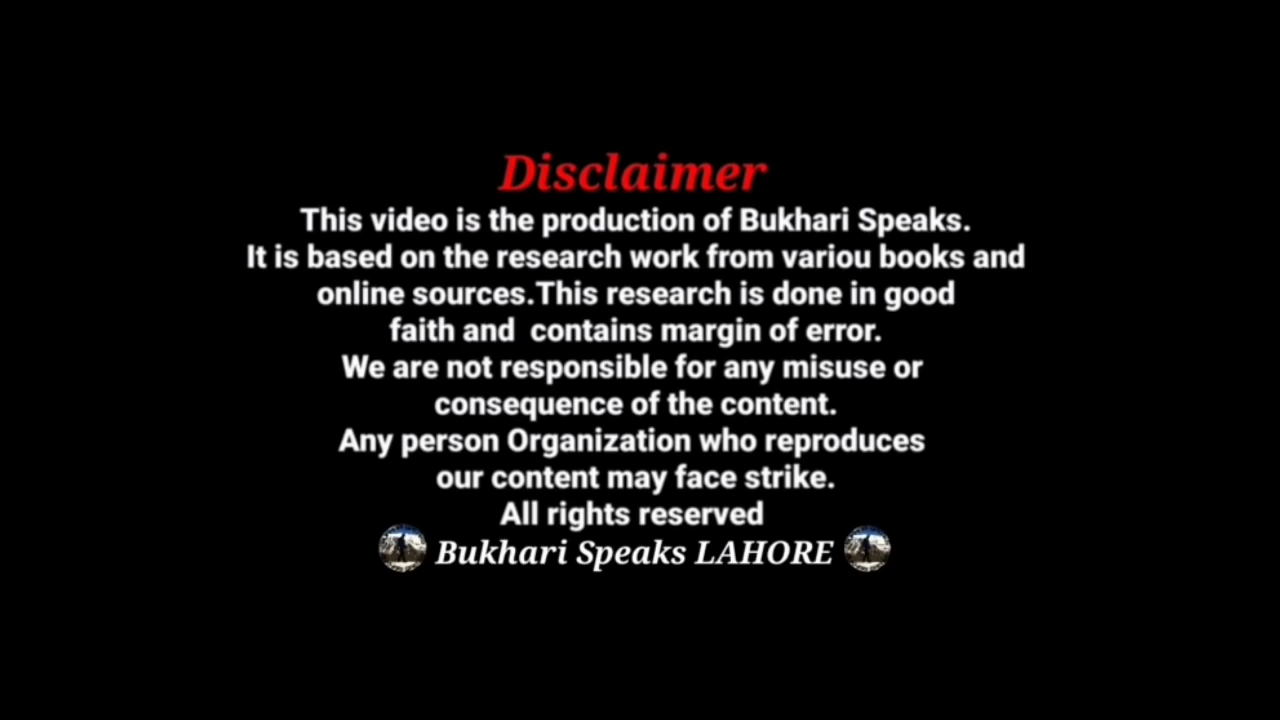 Disclaimer
This video is the production of Bukhari Speaks.
It is based on the research work from variou books and
online sources.This research is done in good
faith and  contains margin of error.
We are not responsible for any misuse or
consequence of the content.
Any person Organization who reproduces
our content may face strike.
All rights reserved
Bukhari Speaks LAHORE